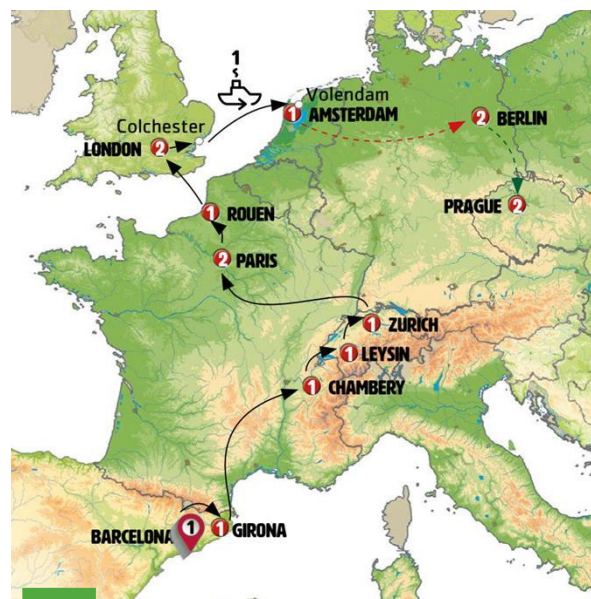 1
Volendam
1 AMSTERDAM
2 BERLIN
Colchester
LONDON 2
PRAGUE 2
1 ROUEN
2 PARIS
1 ZURICH
1 LEYSIN
1 CHAMBERY
BARCELONA 1
1 GIRONA